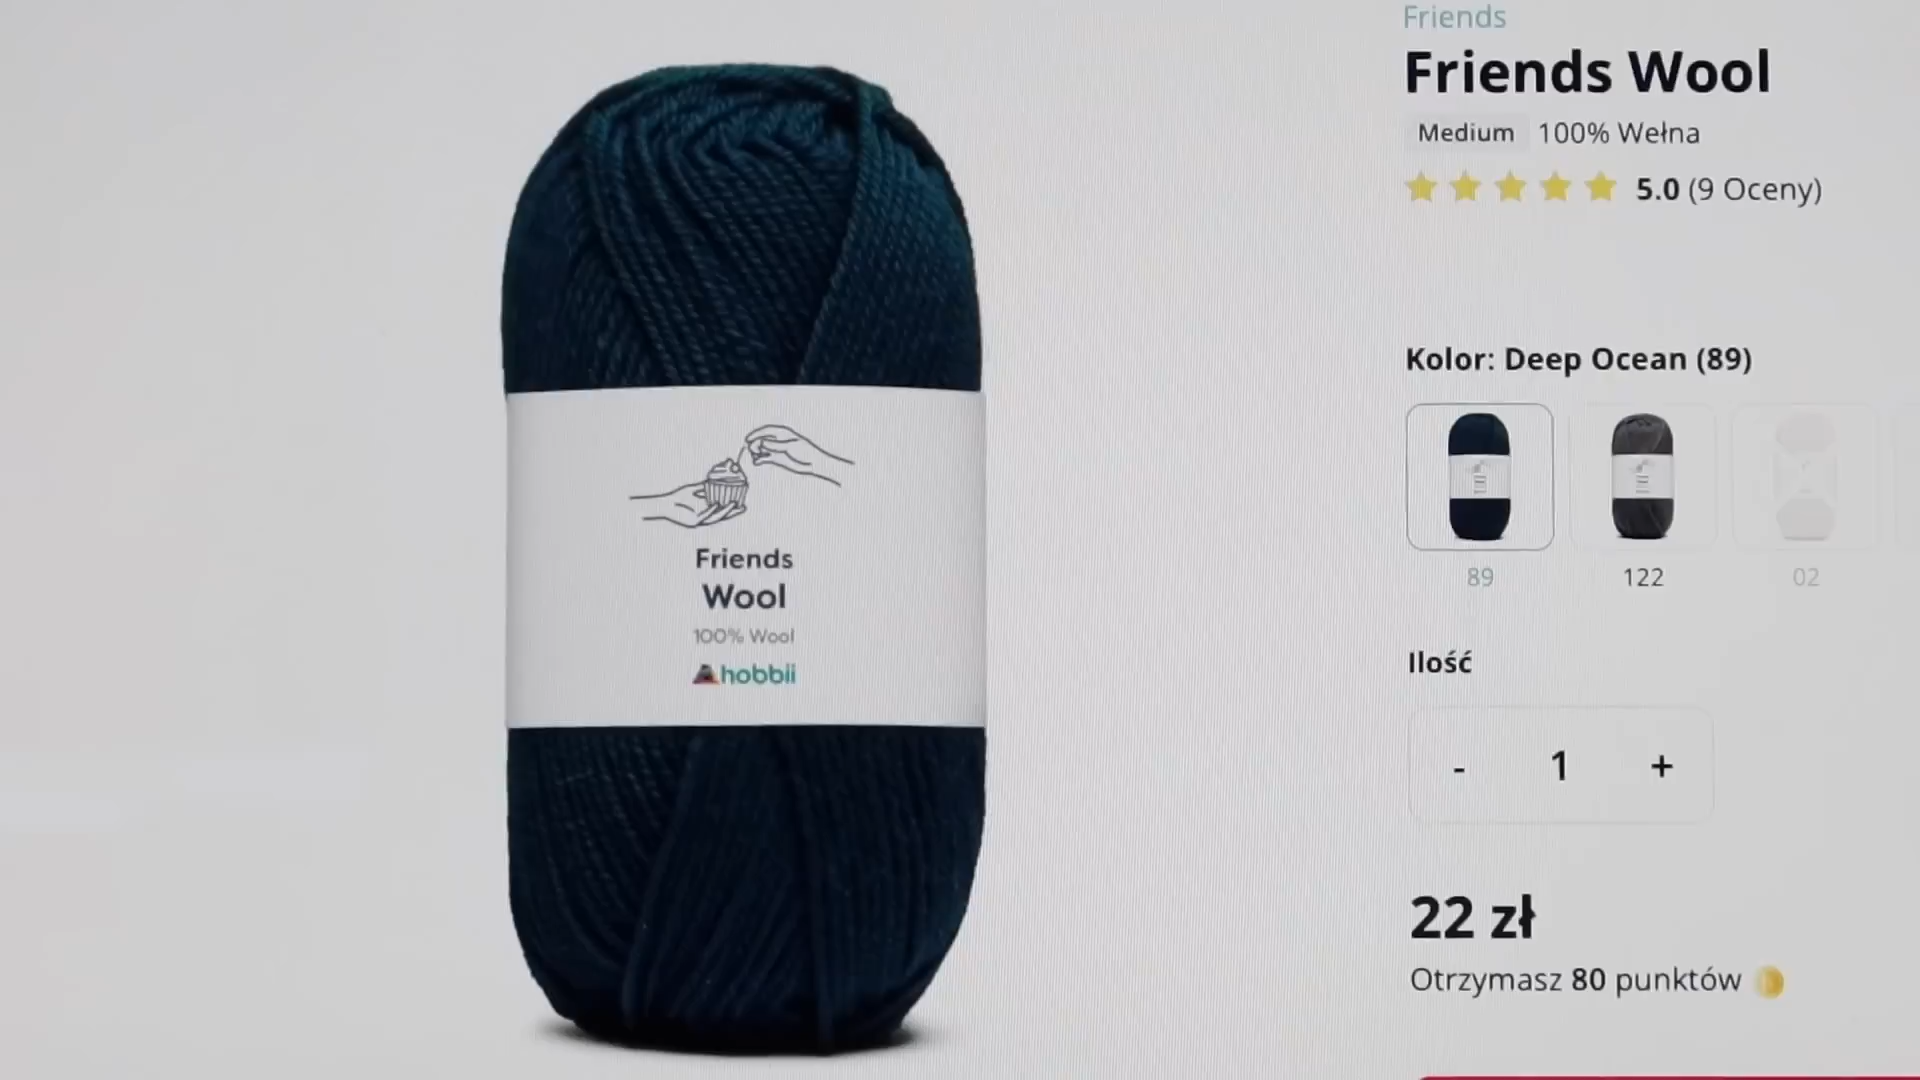 Friends
Friends Wool
Medium 100% Wełna
5.0 (9 Oceny)
Kolor: Deep Ocean (89)
89
122
02
Ilość
- 1 +
22 zł
Otrzymasz 80 punktów
Friends
Wool
100% Wool
hobbii